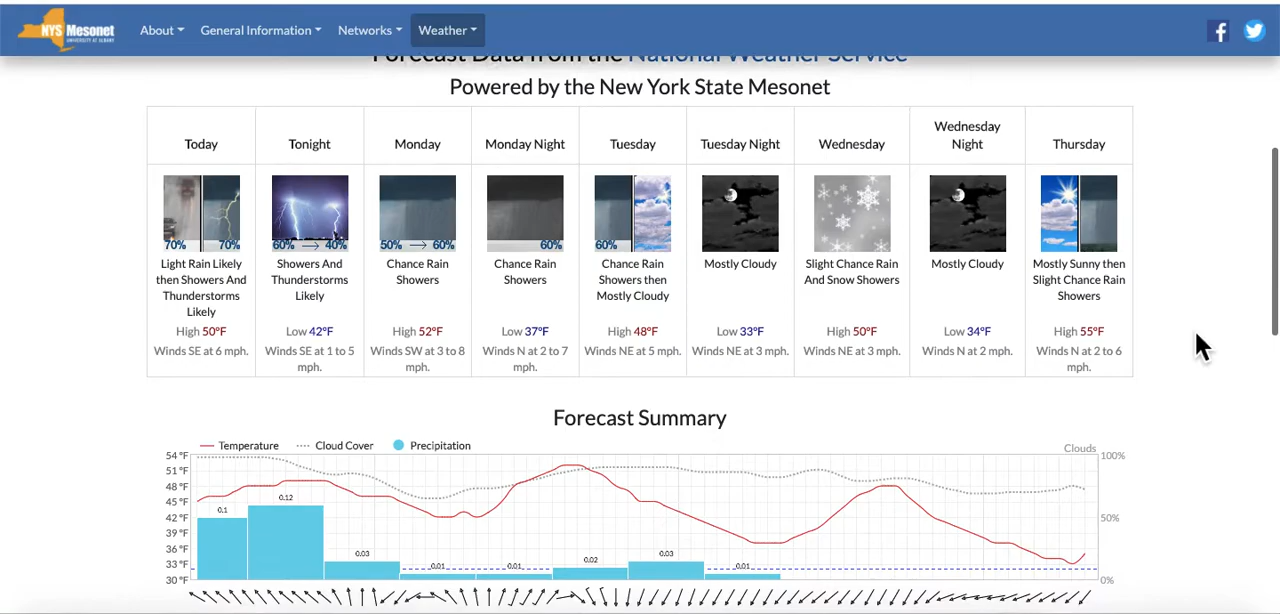 NYS Mesonet
UNIVERSITY AT ALBANY
About
General Information
Networks
Weather
Forecast Data from the National Weather Service
Powered by the New York State Mesonet
Today
Tonight
Monday
Monday Night
Tuesday
Tuesday Night
Wednesday
Wednesday
Night
Thursday
70% 70%
60% 40%
50% 60%
60%
60%
Light Rain Likely
then Showers And
Thunderstorms
Likely
High 50°F
Winds SE at 6 mph.
Showers And
Thunderstorms
Likely
Low 42°F
Winds SE at 1 to 5
mph.
Chance Rain
Showers
High 52°F
Winds SW at 3 to 8
mph.
Chance Rain
Showers
Low 37°F
Winds N at 2 to 7
mph.
Chance Rain
Showers then
Mostly Cloudy
High 48°F
Winds NE at 5 mph.
Mostly Cloudy
Low 33°F
Winds NE at 3 mph.
Slight Chance Rain
And Snow Showers
High 50°F
Winds NE at 3 mph.
Mostly Cloudy
Low 34°F
Winds N at 2 mph.
Mostly Sunny then
Slight Chance Rain
Showers
High 55°F
Winds N at 2 to 6
mph.
Forecast Summary
Temperature Cloud Cover Precipitation
Clouds
54 °F
51 °F
48 °F
45 °F
42 °F
39 °F
36 °F
33 °F
30 °F
0.1
0.12
0.03
0.01
0.01
0.02
0.03
0.01
100%
50%
0%